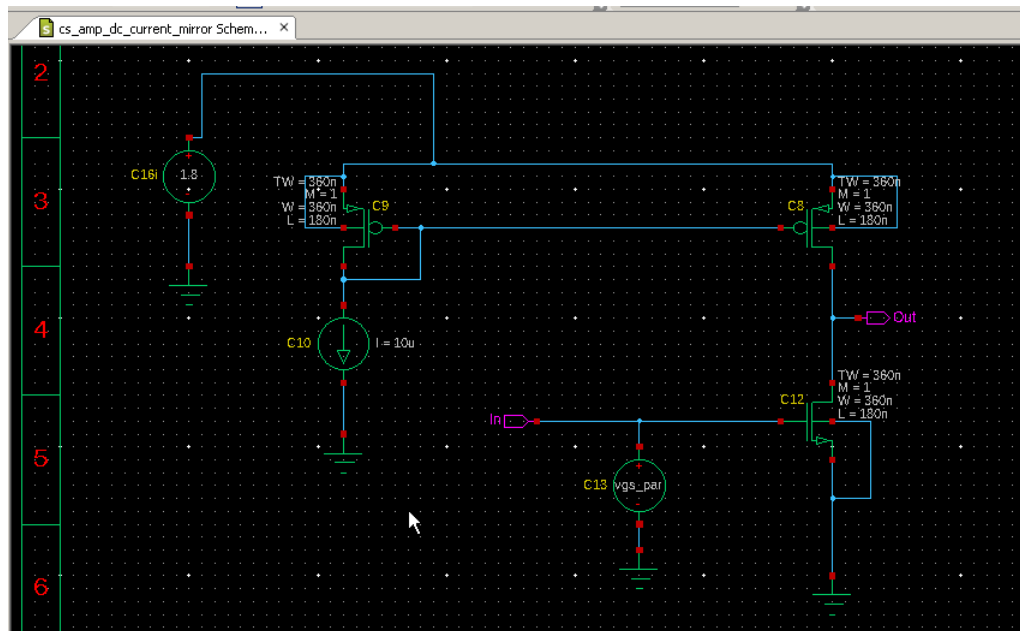 cs_amp_dc_current_mirror Schem... ×
2
C16i
+
1.8
-
3
TW = 360n
M = 1
W = 360n
L = 180n
C9
C8
TW = 360n
M = 1
W = 360n
L = 180n
4
C10
I = 10u
Out
TW = 360n
M = 1
W = 360n
L = 180n
C12
In
5
C13
+
vgs_par
-
6